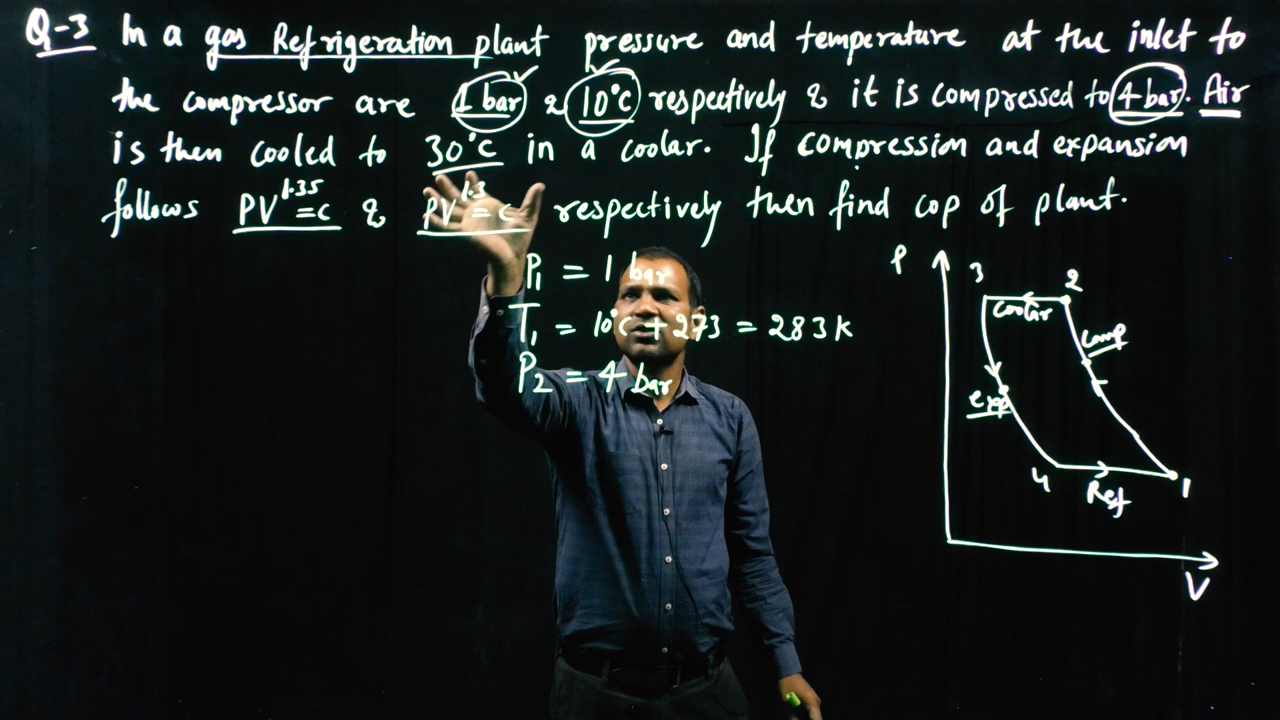 Q-3 In a gas Refrigeration plant pressure and temperature at the inlet to
the compressor are 1 bar & 10°C respectively & it is compressed to 4 bar. Air
is then cooled to 30°C in a coolar. If compression and expansion
follows PV^1.35 = c & PV^1.3 = c respectively then find cop of plant.
P₁ = 1 bar
T₁ = 10°C + 273 = 283 K
P₂ = 4 bar
P
3
2
Coolar
comp
exp
4
Ref
1
V